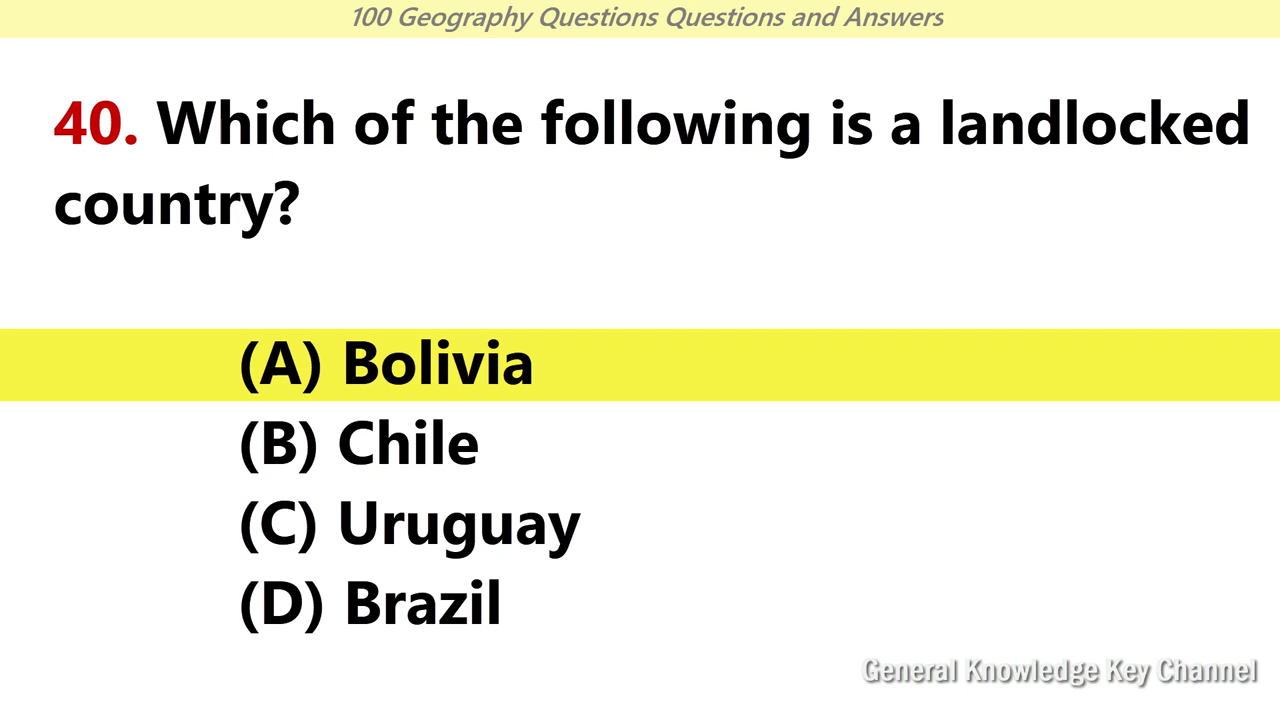 100 Geography Questions Questions and Answers
40. Which of the following is a landlocked
country?
(A) Bolivia
(B) Chile
(C) Uruguay
(D) Brazil
General Knowledge Key Channel